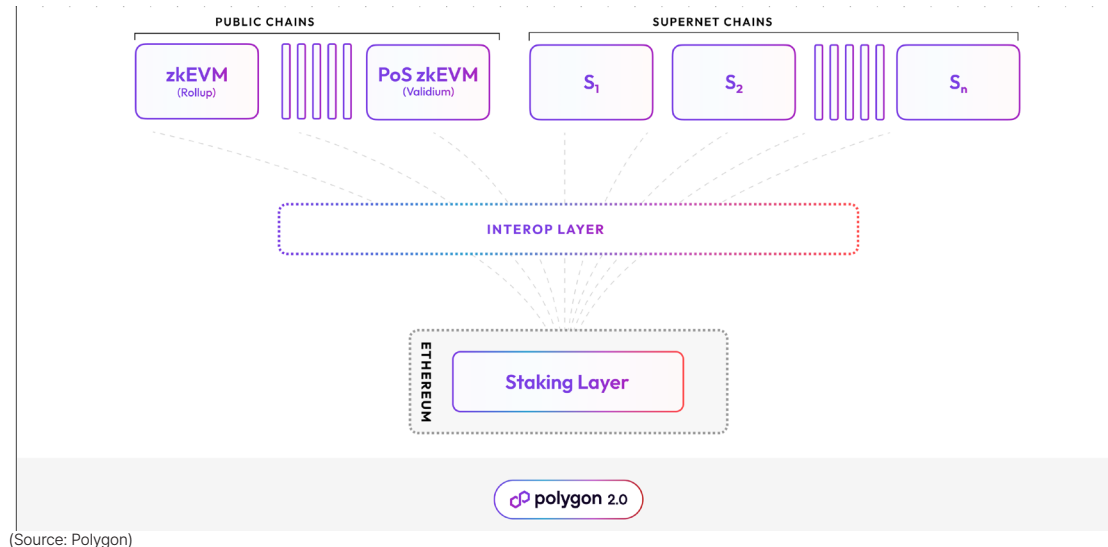 PUBLIC CHAINS
SUPERNET CHAINS
zkEVM
(Rollup)
PoS zkEVM
(Validium)
S₁
S₂
Sₙ
INTEROP LAYER
ETHEREUM
Staking Layer
polygon 2.0
(Source: Polygon)